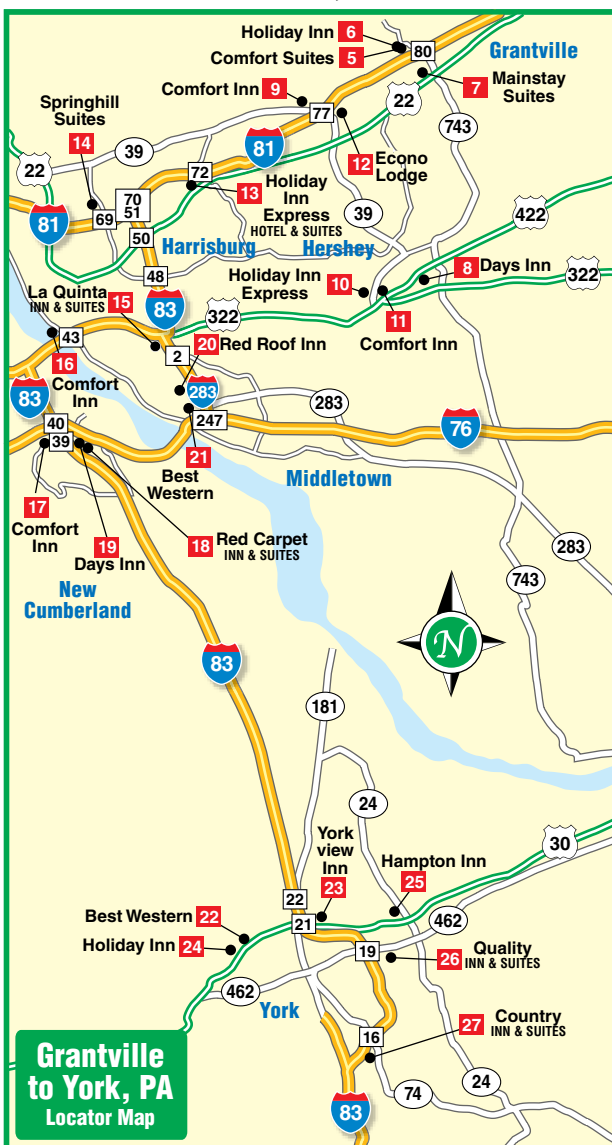 Holiday Inn 6
Comfort Suites 5
80
Grantville
7 Mainstay
Suites
Comfort Inn 9
22
77
743
Springhill
Suites
14
81
12 Econo
Lodge
39
22
72
13 Holiday
Inn
Express
HOTEL & SUITES
39
422
70
51
69
81
50
Harrisburg
Hershey
8 Days Inn
322
48
Holiday Inn
Express
10
La Quinta
INN & SUITES
15
83
322
11
Comfort Inn
43
20 Red Roof Inn
2
16
Comfort
Inn
283
283
83
247
76
40
39
21
Best
Western
Middletown
17
Comfort
Inn
18 Red Carpet
INN & SUITES
283
19
Days Inn
743
New
Cumberland
N
83
181
24
30
York
view
Inn
23
Hampton Inn
25
22
Best Western 22
21
462
Holiday Inn 24
19
26 Quality
INN & SUITES
462
York
27 Country
INN & SUITES
16
Grantville
to York, PA
Locator Map
74
24
83